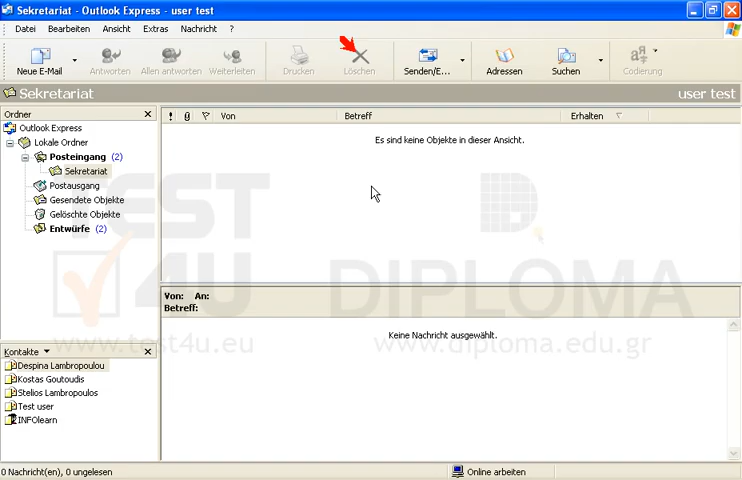 Sekretariat - Outlook Express - user test
Datei Bearbeiten Ansicht Extras Nachricht ?
Neue E-Mail Antworten Allen antworten Weiterleiten Drucken Löschen Senden/E... Adressen Suchen Codierung
Sekretariat user test
Ordner
Outlook Express
Lokale Ordner
Posteingang (2)
Sekretariat
Postausgang
Gesendete Objekte
Gelöschte Objekte
Entwürfe (2)
! Von Betreff Erhalten
Es sind keine Objekte in dieser Ansicht.
TEST
4U
DIPLOMA
www.test4u.eu www.diploma.edu.gr
Von: An:
Betreff:
Keine Nachricht ausgewählt.
Kontakte
Despina Lambropoulou
Kostas Goutoudis
Stelios Lambropoulos
Test user
INFOlearn
0 Nachricht(en), 0 ungelesen Online arbeiten